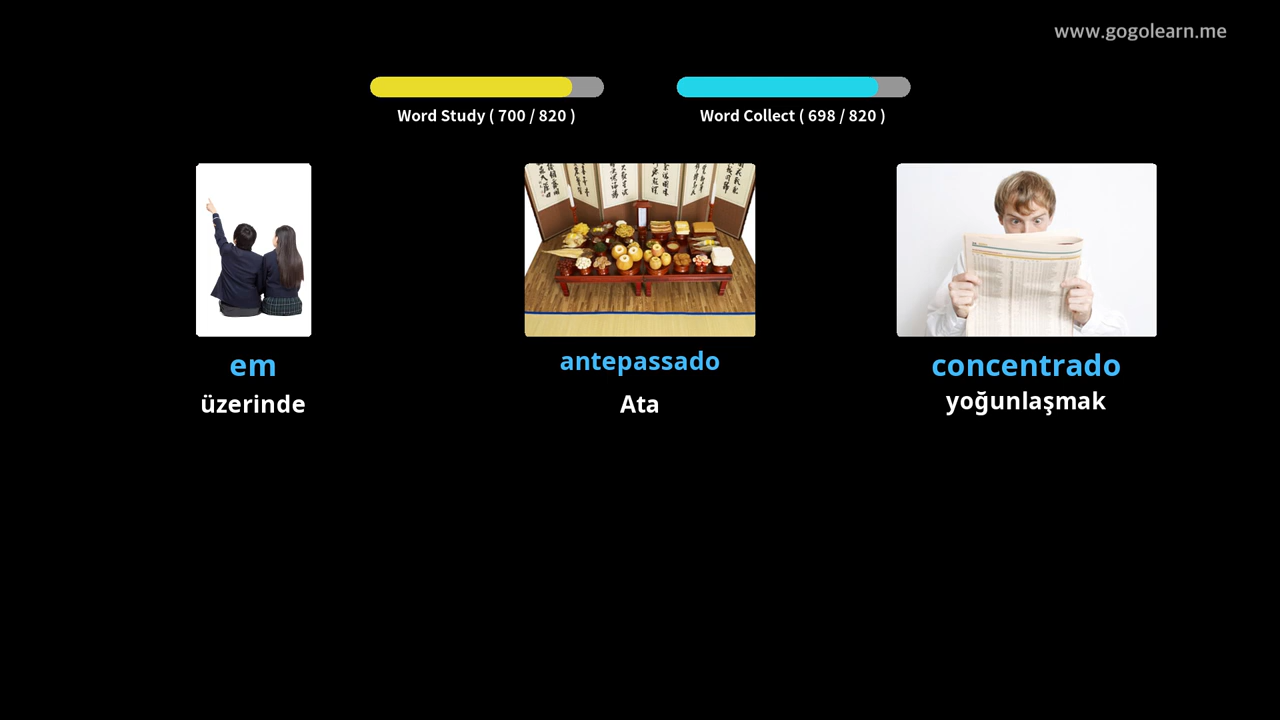 www.gogolearn.me
Word Study ( 700 / 820 )
Word Collect ( 698 / 820 )
em
antepassado
concentrado
üzerinde
Ata
yoğunlaşmak